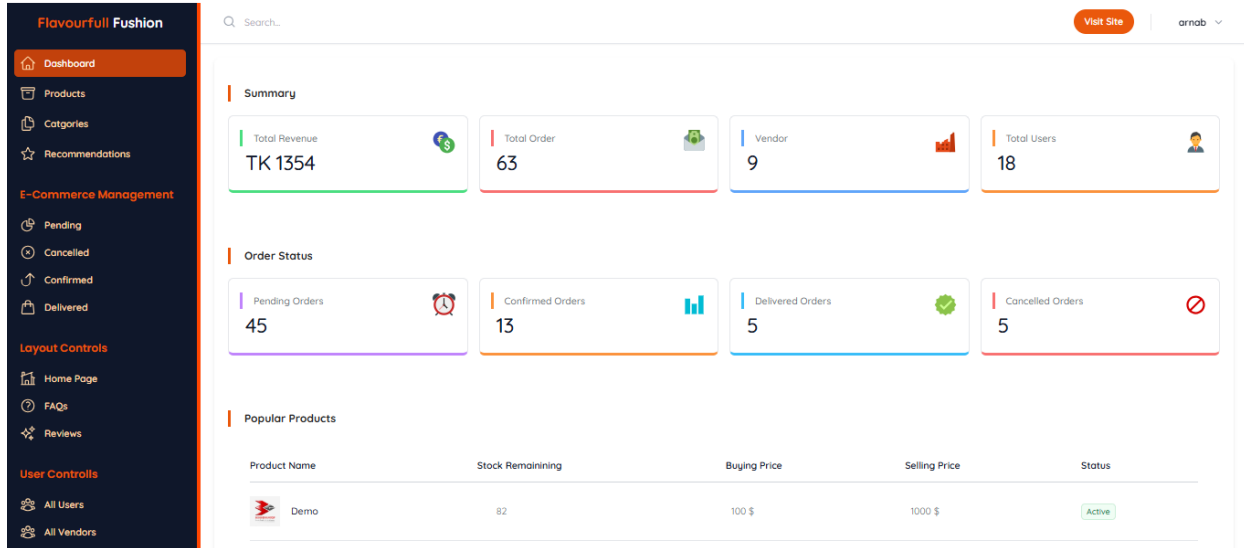 Flavourfull Fushion
Search..
Visit Site
arnab
Dashboard
Products
Catgories
Recommendations
E-Commerce Management
Pending
Cancelled
Confirmed
Delivered
Layout Controls
Home Page
FAQs
Reviews
User Controlls
All Users
All Vendors
Summary
Total Revenue
TK 1354
Total Order
63
Vendor
9
Total Users
18
Order Status
Pending Orders
45
Confirmed Orders
13
Delivered Orders
5
Cancelled Orders
5
Popular Products
Product Name Stock Remainining Buying Price Selling Price Status
Demo 82 100 $ 1000 $ Active